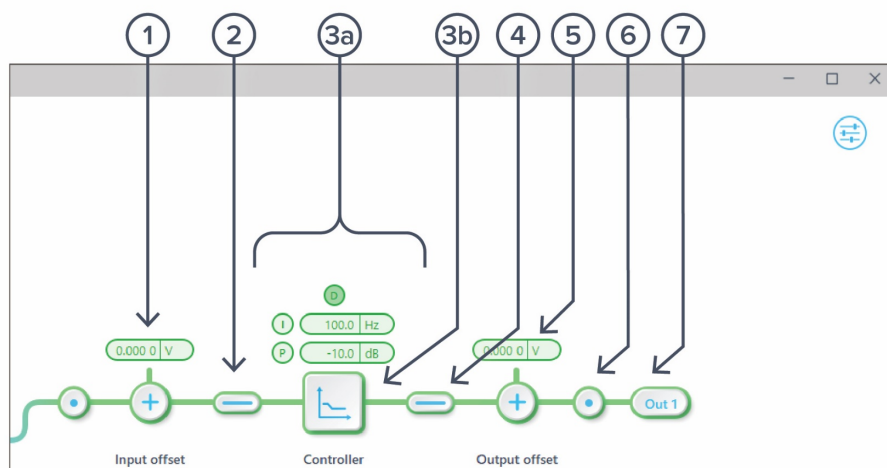 1 2 3a 3b 4 5 6 7
D
I 100.0 Hz
0.000 0 V P -10.0 dB 0.000 0 V
Out 1
Input offset Controller Output offset